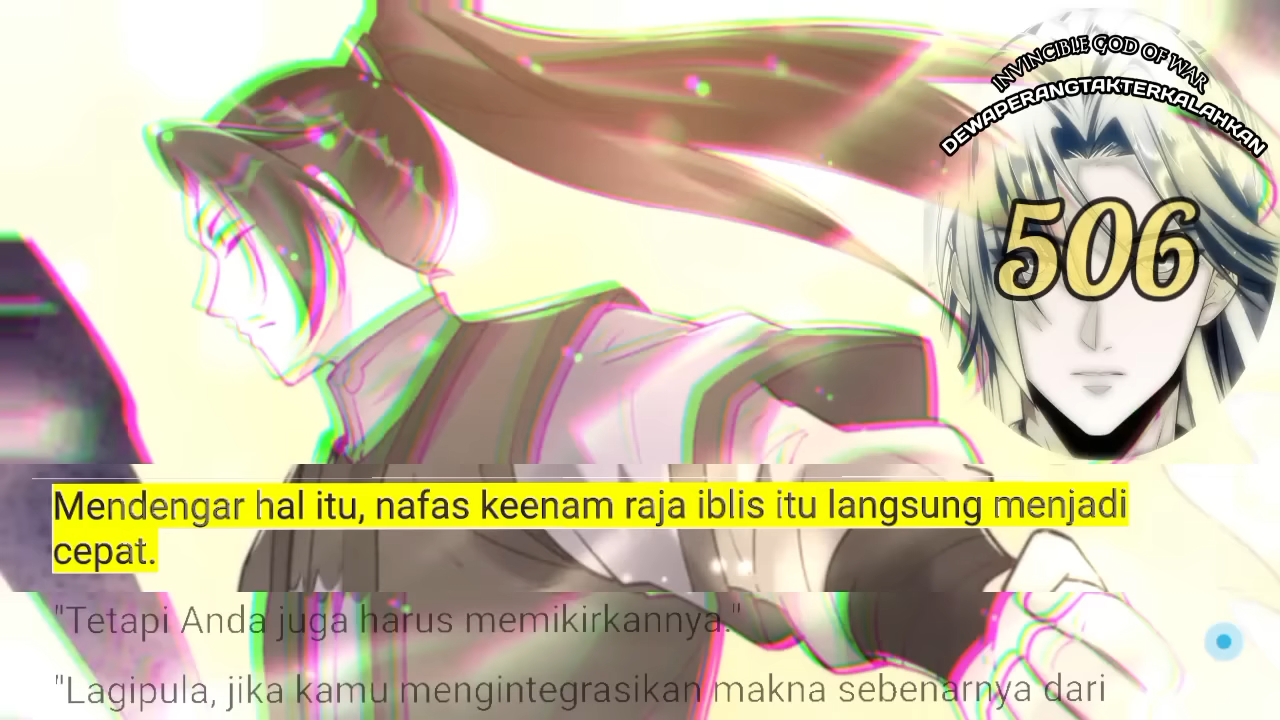 INVINCIBLE GOD OF WAR
DEWAPERANGTAKTERKALAHKAN
506
Mendengar hal itu, nafas keenam raja iblis itu langsung menjadi
cepat.
"Tetapi Anda juga harus memikirkannya."
"Lagipula, jika kamu mengintegrasikan makna sebenarnya dari